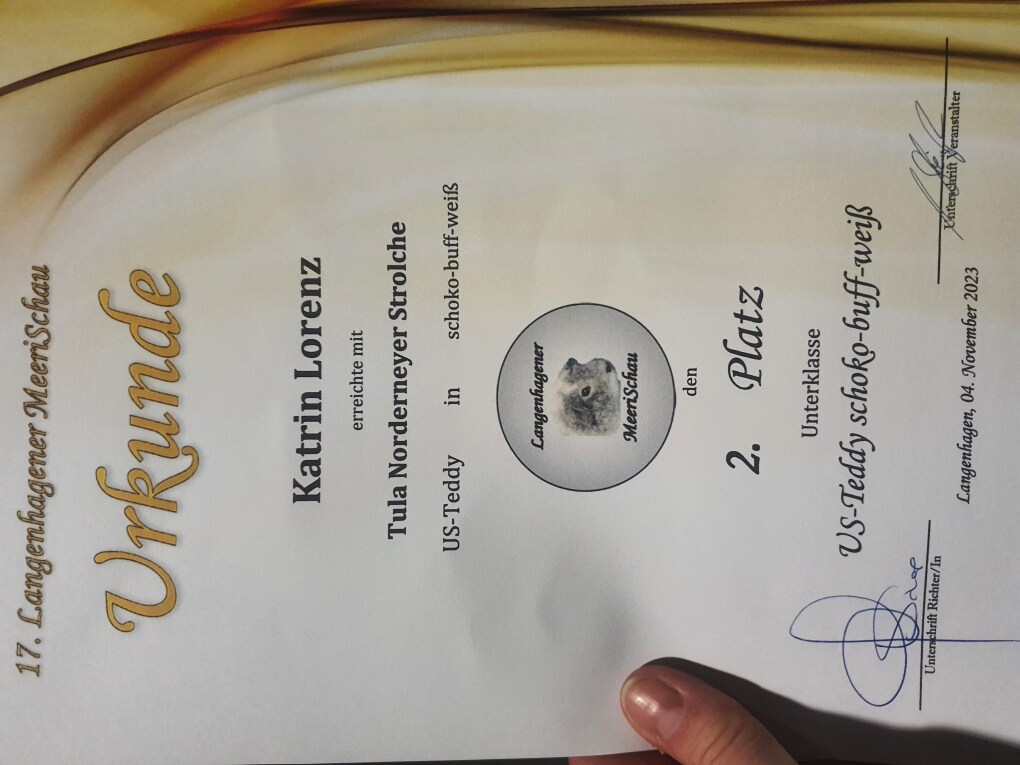 17. Langenhagener MeeriSchau
Urkunde
Katrin Lorenz
erreichte mit
Tula Norderneyer Strolche
US-Teddy in schoko-buff-weiß
Langenhagener
MeeriSchau
den
2. Platz
Unterklasse
US-Teddy schoko-buff-weiß
Langenhagen, 04. November 2023
Unterschrift Richter/In
Unterschrift Veranstalter